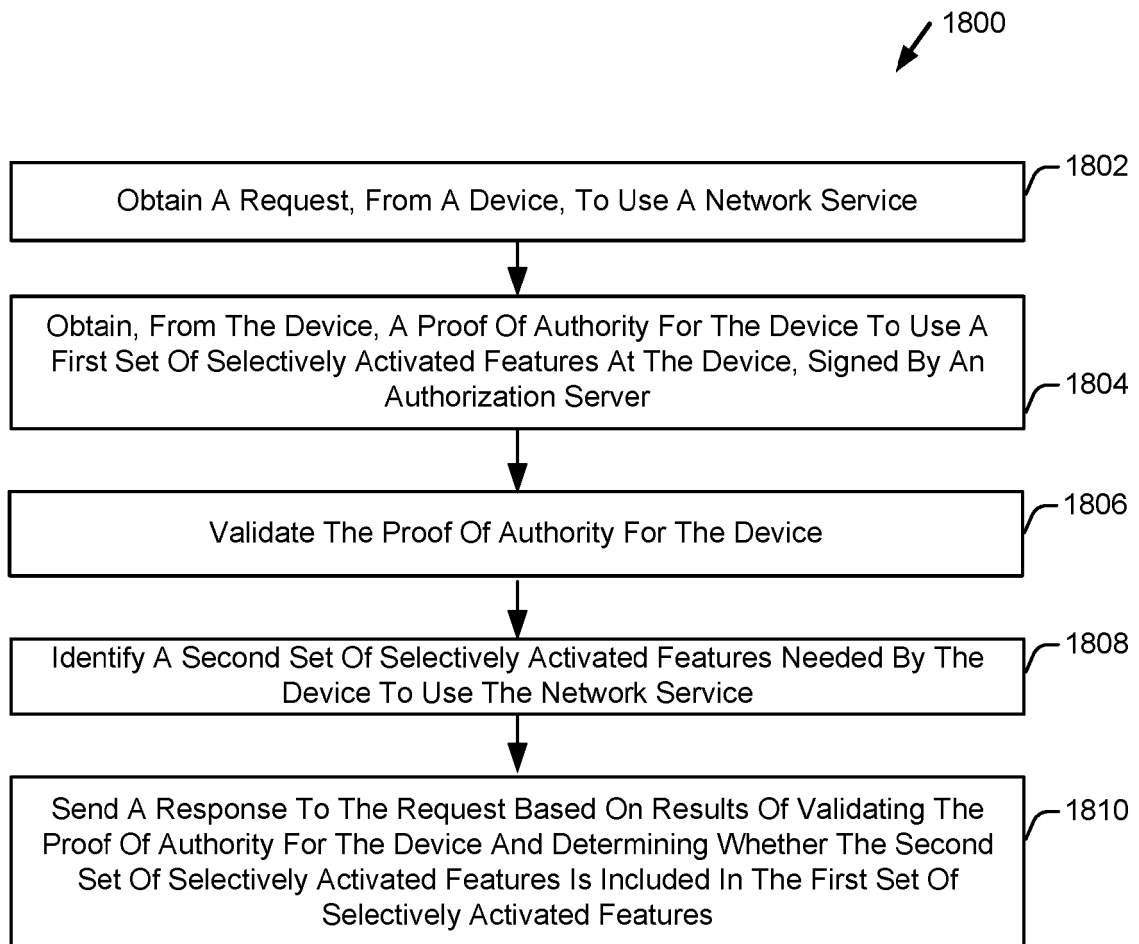 1800
Obtain A Request, From A Device, To Use A Network Service
1802
Obtain, From The Device, A Proof Of Authority For The Device To Use A
First Set Of Selectively Activated Features At The Device, Signed By An
Authorization Server
1804
Validate The Proof Of Authority For The Device
1806
Identify A Second Set Of Selectively Activated Features Needed By The
Device To Use The Network Service
1808
Send A Response To The Request Based On Results Of Validating The
Proof Of Authority For The Device And Determining Whether The Second
Set Of Selectively Activated Features Is Included In The First Set Of
Selectively Activated Features
1810